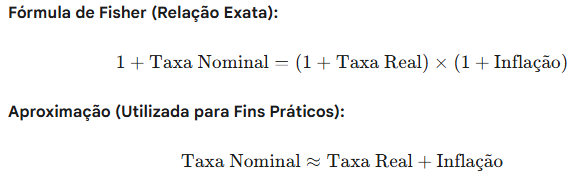 Fórmula de Fisher (Relação Exata):
1 + Taxa Nominal = (1 + Taxa Real) × (1 + Inflação)
Aproximação (Utilizada para Fins Práticos):
Taxa Nominal ≈ Taxa Real + Inflação